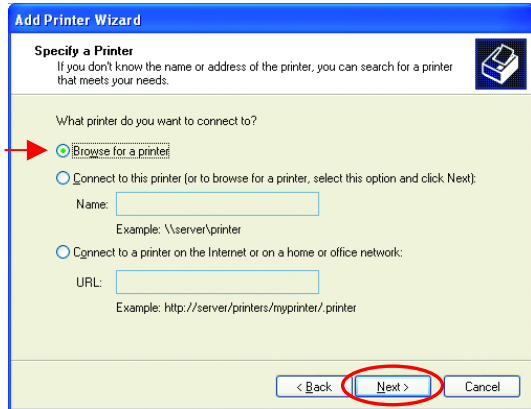 Add Printer Wizard
Specify a Printer
If you don't know the name or address of the printer, you can search for a printer
that meets your needs.
What printer do you want to connect to?
Browse for a printer
Connect to this printer (or to browse for a printer, select this option and click Next):
Name:
Example: \\server\printer
Connect to a printer on the Internet or on a home or office network:
URL:
Example: http://server/printers/myprinter/.printer
< Back Next > Cancel